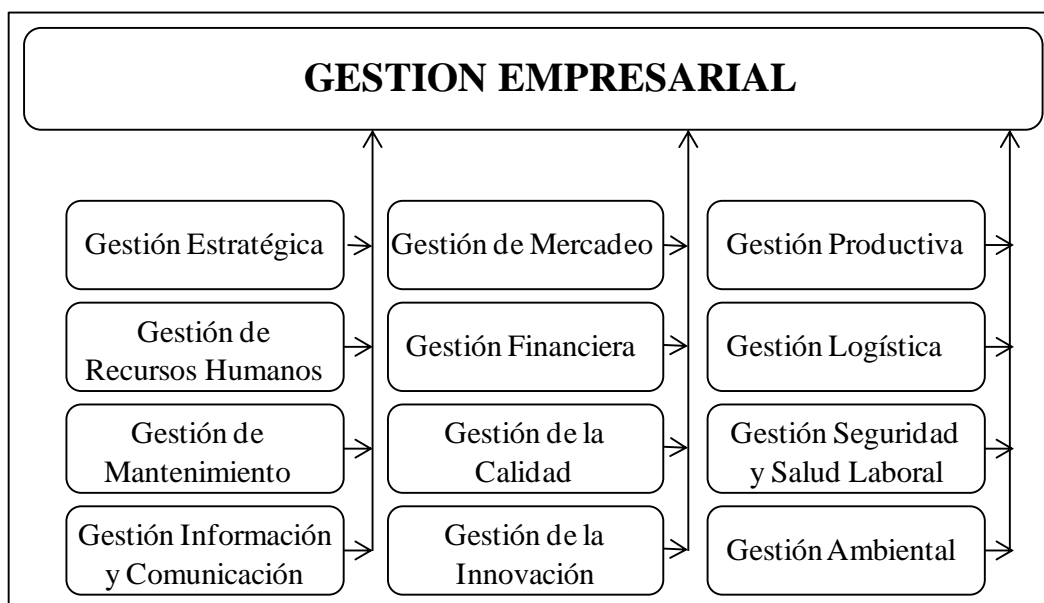 GESTION EMPRESARIAL
Gestión Estratégica
Gestión de Mercadeo
Gestión Productiva
Gestión de
Recursos Humanos
Gestión Financiera
Gestión Logística
Gestión de
Mantenimiento
Gestión de la
Calidad
Gestión Seguridad
y Salud Laboral
Gestión Información
y Comunicación
Gestión de la
Innovación
Gestión Ambiental